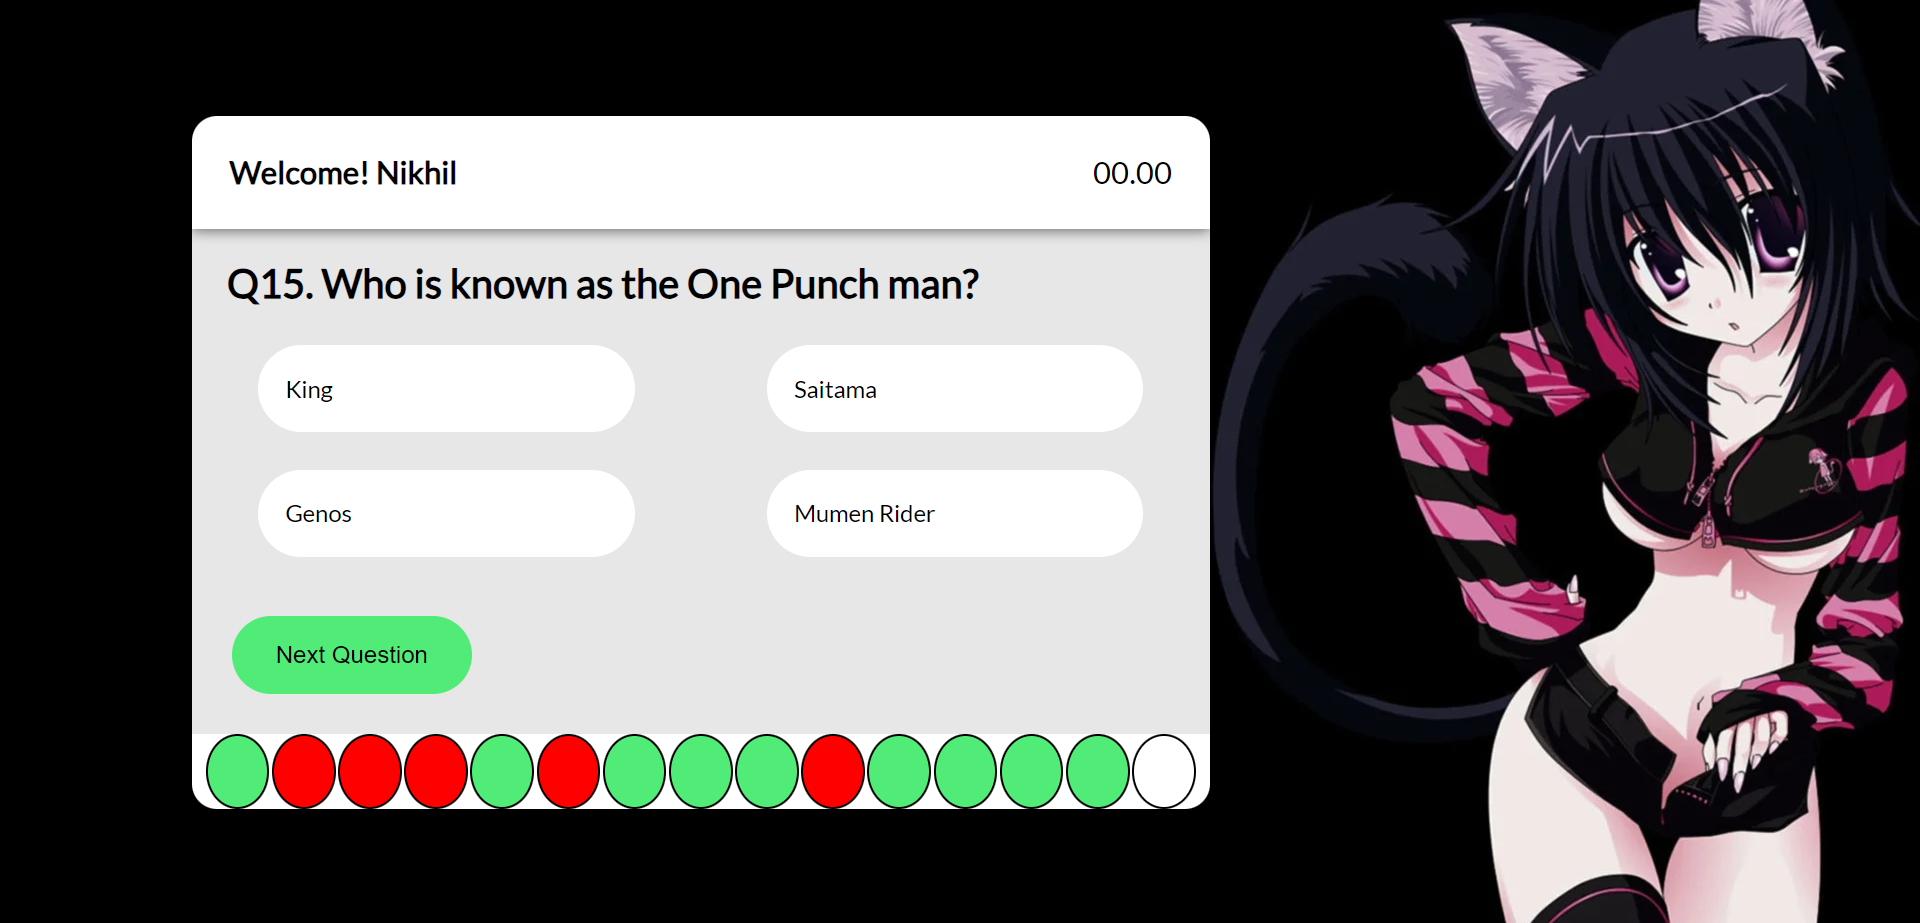 Welcome! Nikhil
00.00
Q15. Who is known as the One Punch man?
King
Saitama
Genos
Mumen Rider
Next Question